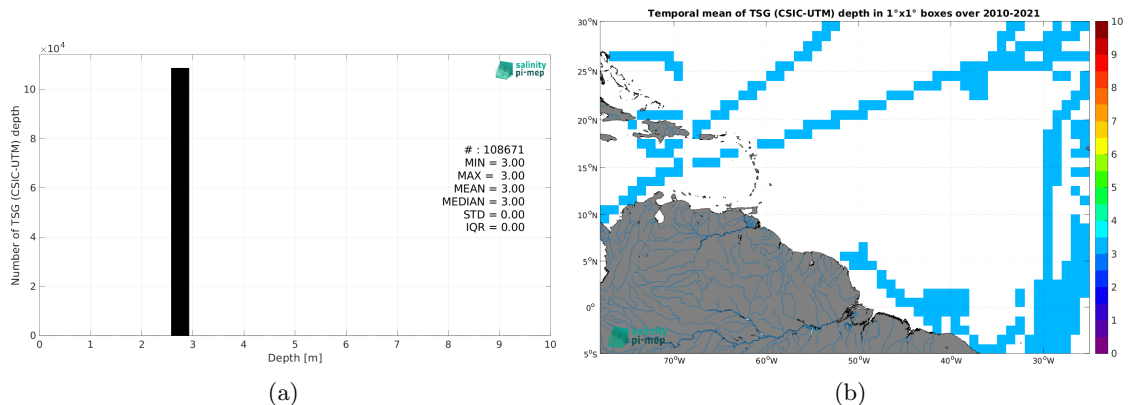 ×10⁴
10
8
6
4
2
0
Number of TSG (CSIC-UTM) depth
0 1 2 3 4 5 6 7 8 9 10
Depth [m]
salinity
pi-mep
# : 108671
MIN = 3.00
MAX = 3.00
MEAN = 3.00
MEDIAN = 3.00
STD = 0.00
IQR = 0.00
(a)
Temporal mean of TSG (CSIC-UTM) depth in 1°x1° boxes over 2010-2021
30°N
25°N
20°N
15°N
10°N
5°N
0°
5°S
70°W 60°W 50°W 40°W 30°W
salinity
pi-mep
10
9
8
7
6
5
4
3
2
1
0
(b)